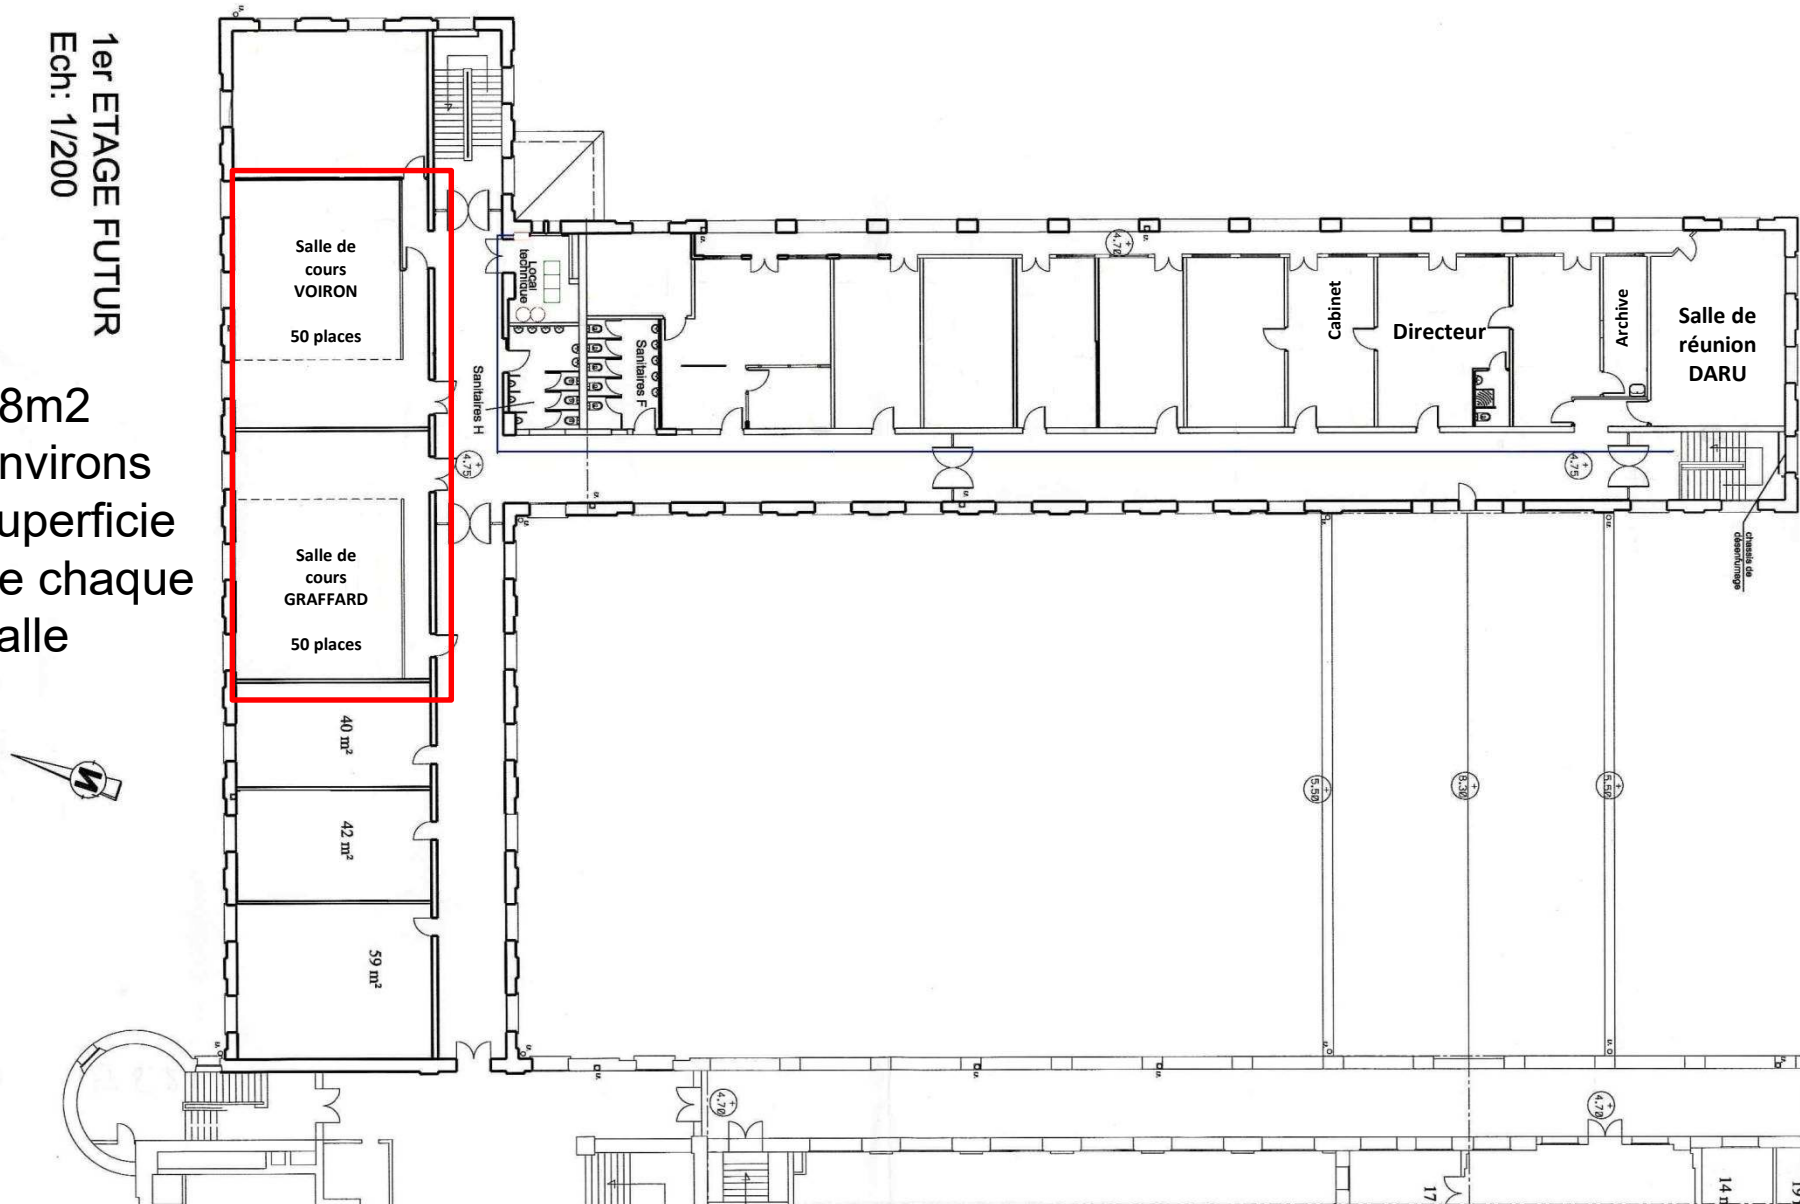 1er ETAGE FUTUR
Ech: 1/200
Salle de
cours
VOIRON
50 places
8m2
nvirons
uperficie
e chaque
alle
Salle de
cours
GRAFFARD
50 places
40 m²
42 m²
59 m²
N
Local
technique
Sanitaires H
Sanitaires F
Cabinet
Directeur
Archive
Salle de
réunion
DARU
chassis de
désenfumage
+
4.70
+
4.75
+
4.75
+
5.50
+
8.30
+
5.50
+
4.70
+
4.70
17
14
19